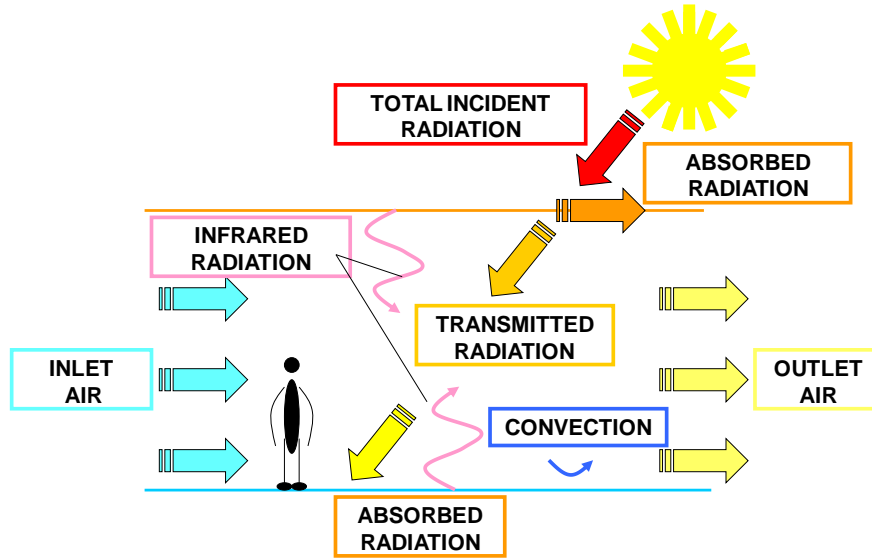 TOTAL INCIDENT
RADIATION
ABSORBED
RADIATION
INFRARED
RADIATION
TRANSMITTED
RADIATION
INLET
AIR
OUTLET
AIR
CONVECTION
ABSORBED
RADIATION